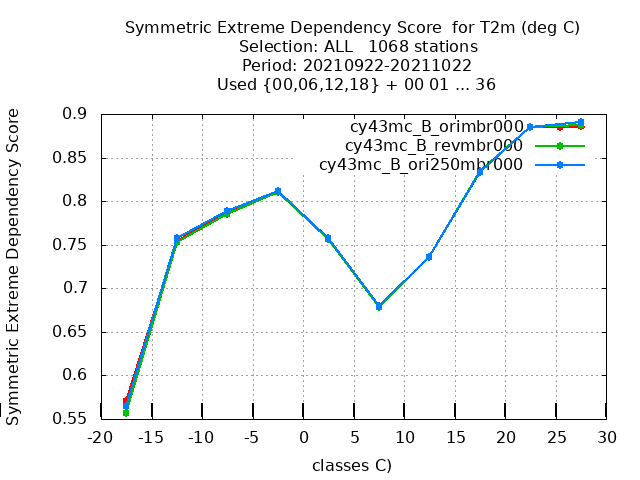 Symmetric Extreme Dependency Score  for T2m (deg C)
Selection: ALL   1068 stations
Period: 20210922-20211022
Used {00,06,12,18} + 00 01 ... 36
Symmetric Extreme Dependency Score
0.9
0.85
0.8
0.75
0.7
0.65
0.6
0.55
cy43mc_B_orimbr000
cy43mc_B_revmbr000
cy43mc_B_ori250mbr000
-20 -15 -10 -5 0 5 10 15 20 25 30
classes C)